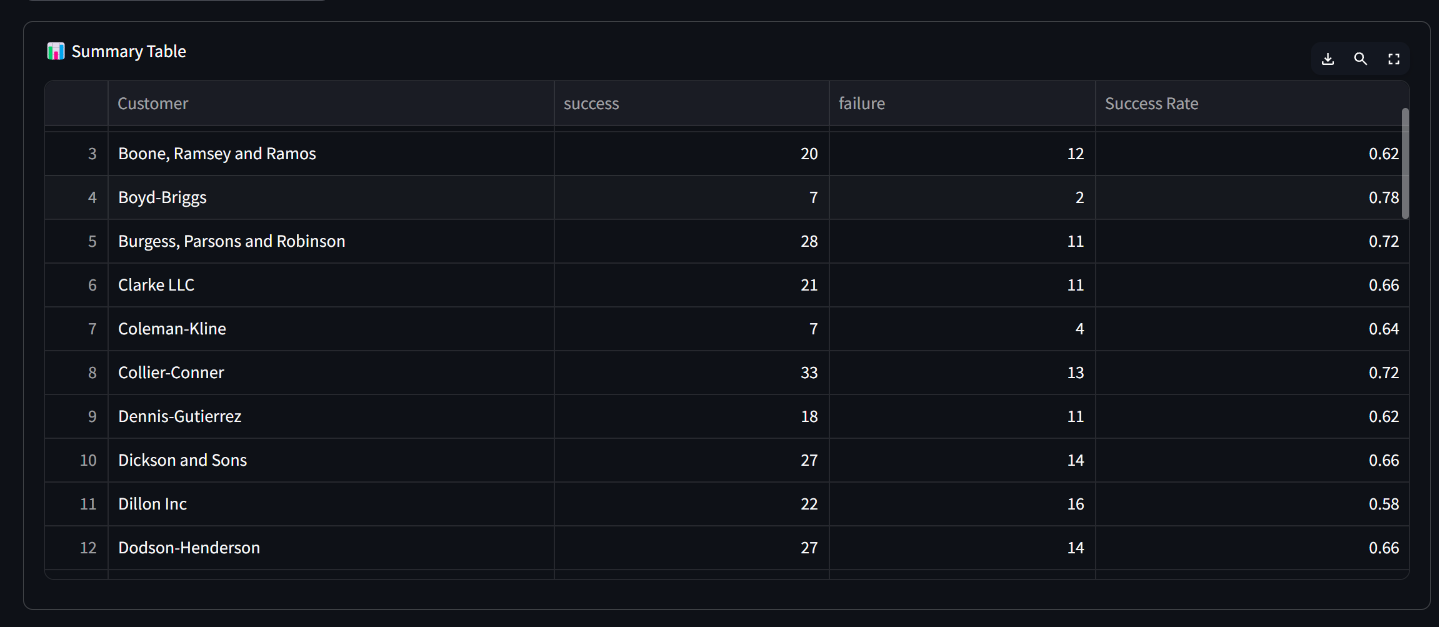 Summary Table
Customer success failure Success Rate
3 Boone, Ramsey and Ramos 20 12 0.62
4 Boyd-Briggs 7 2 0.78
5 Burgess, Parsons and Robinson 28 11 0.72
6 Clarke LLC 21 11 0.66
7 Coleman-Kline 7 4 0.64
8 Collier-Conner 33 13 0.72
9 Dennis-Gutierrez 18 11 0.62
10 Dickson and Sons 27 14 0.66
11 Dillon Inc 22 16 0.58
12 Dodson-Henderson 27 14 0.66